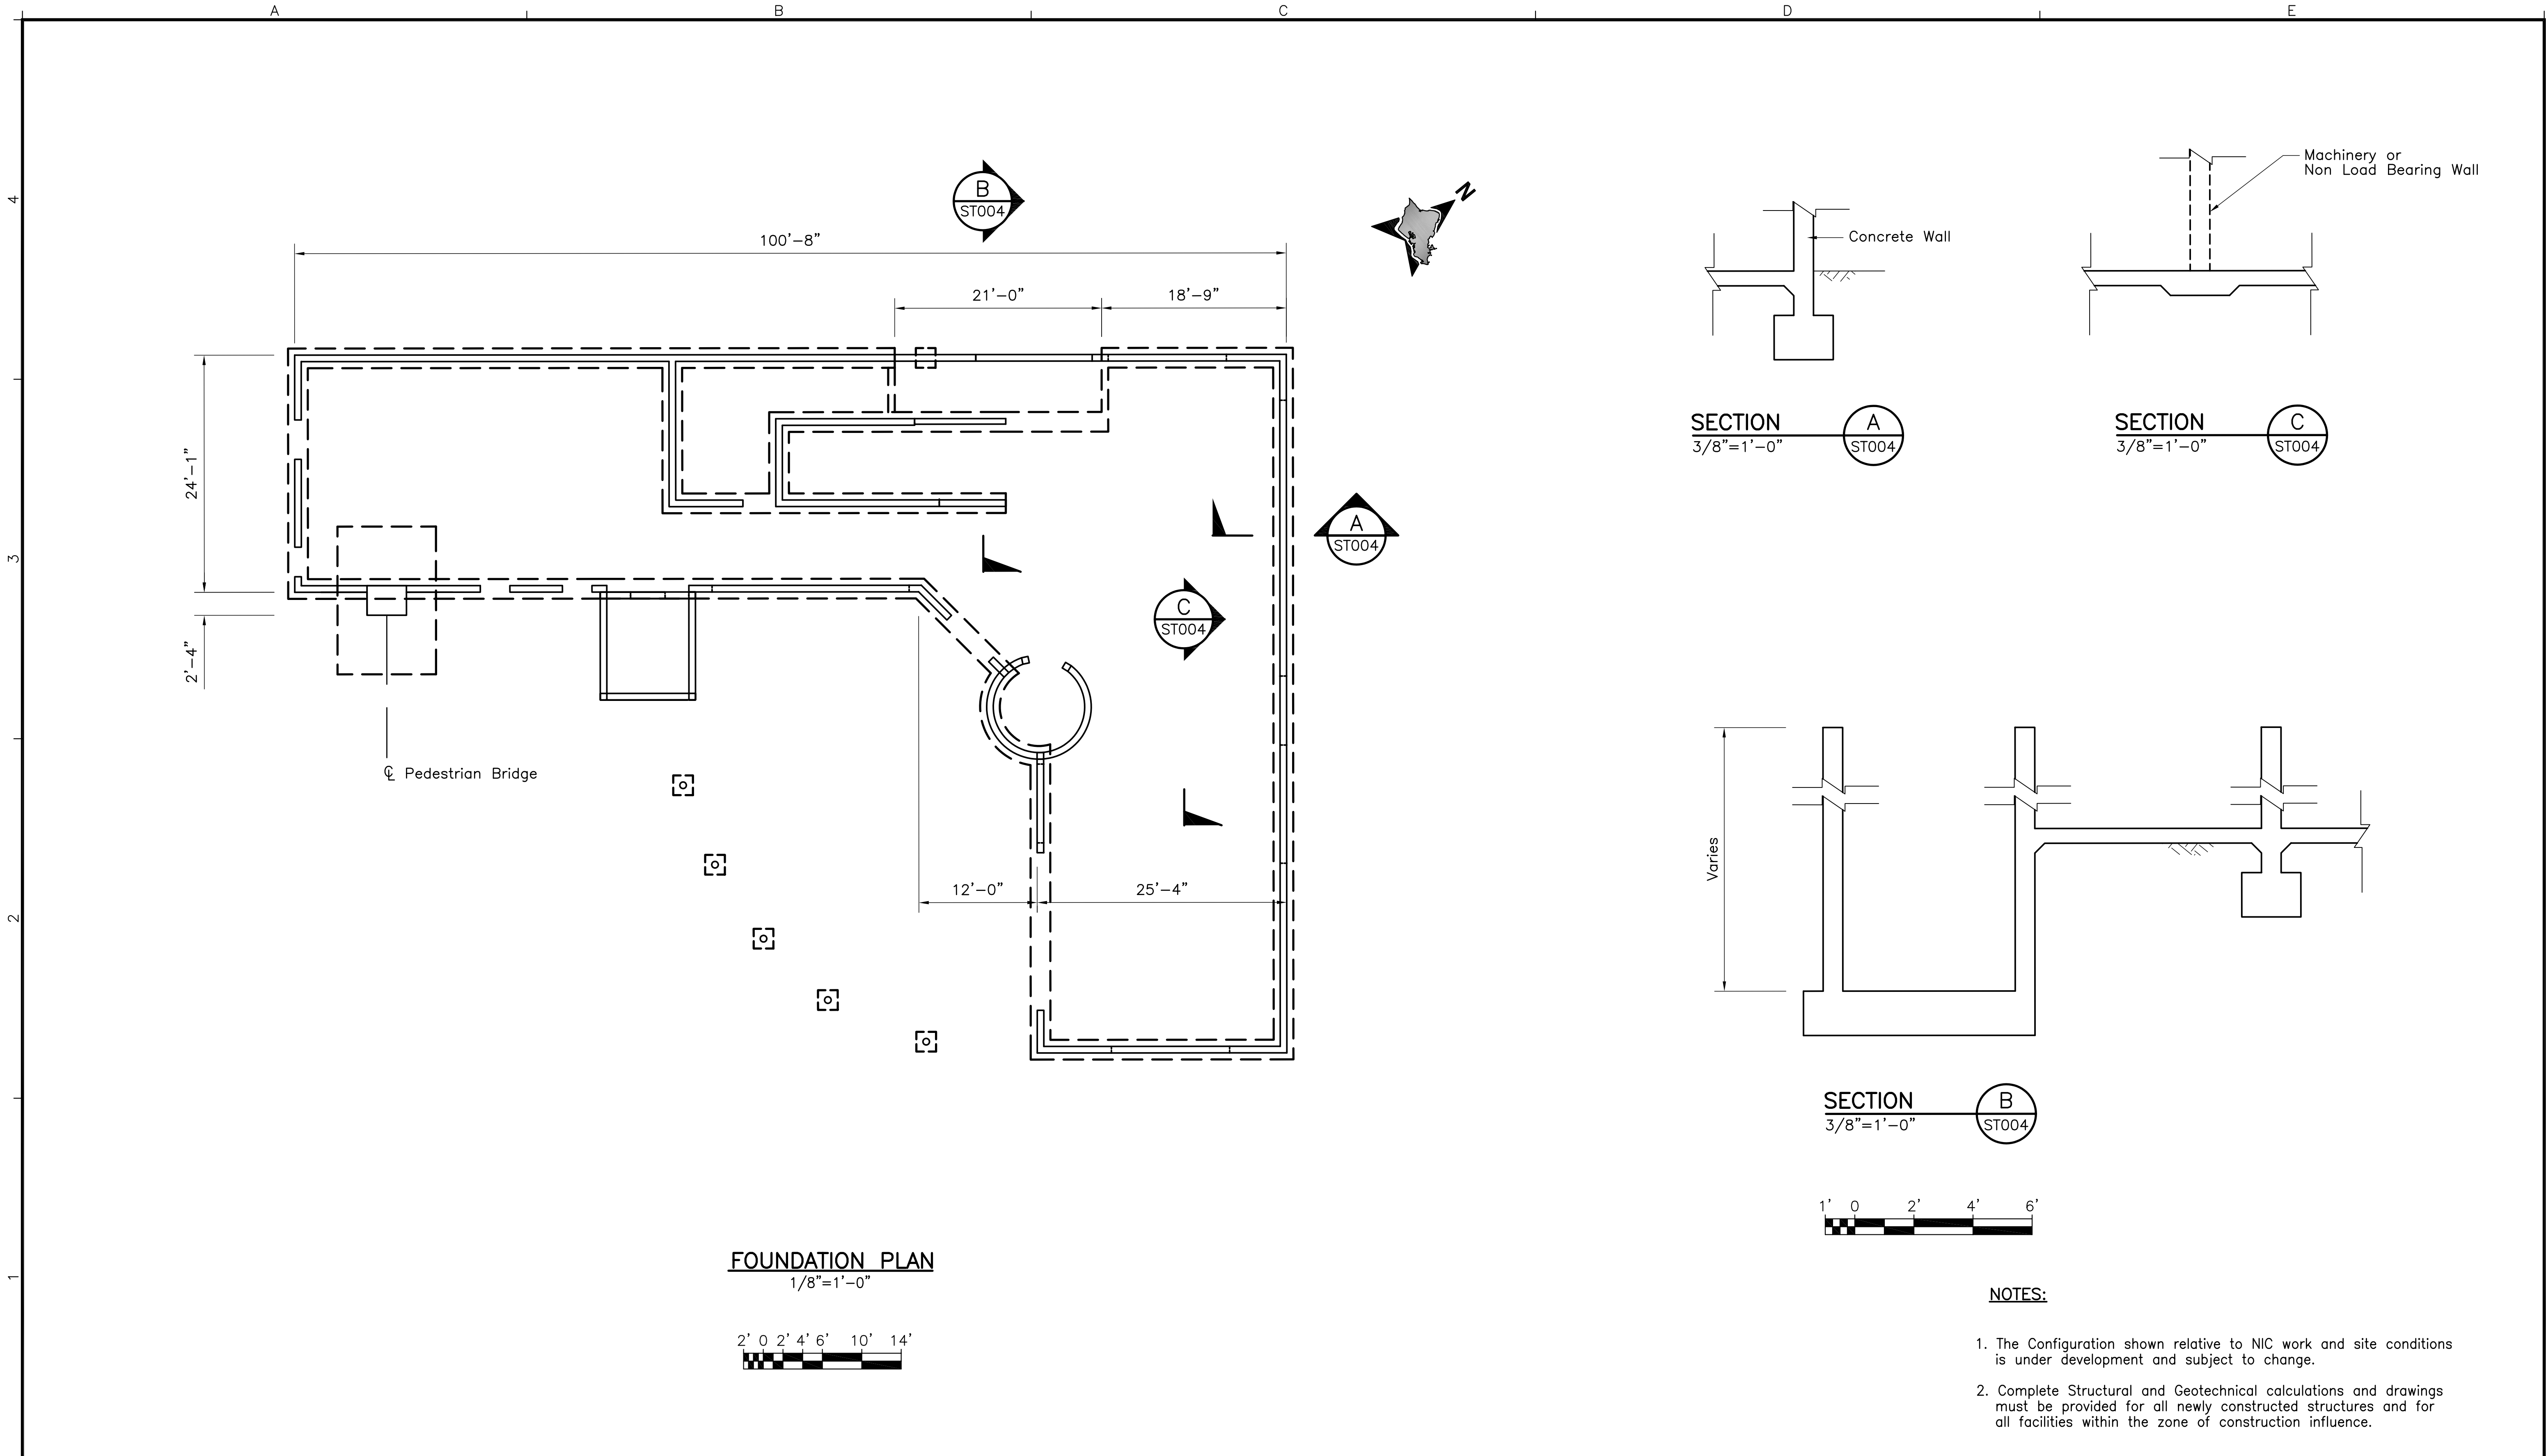 A
B
C
D
E
4
3
2
1
B
ST004
N
100'-8"
21'-0"
18'-9"
24'-1"
2'-4"
A
ST004
C
ST004
℄ Pedestrian Bridge
12'-0"
25'-4"
FOUNDATION PLAN
1/8"=1'-0"
2' 0 2' 4' 6' 10' 14'
Concrete Wall
SECTION
3/8"=1'-0"
A
ST004
Machinery or
Non Load Bearing Wall
SECTION
3/8"=1'-0"
C
ST004
Varies
SECTION
3/8"=1'-0"
B
ST004
1' 0 2' 4' 6'
NOTES:
1. The Configuration shown relative to NIC work and site conditions
is under development and subject to change.
2. Complete Structural and Geotechnical calculations and drawings
must be provided for all newly constructed structures and for
all facilities within the zone of construction influence.